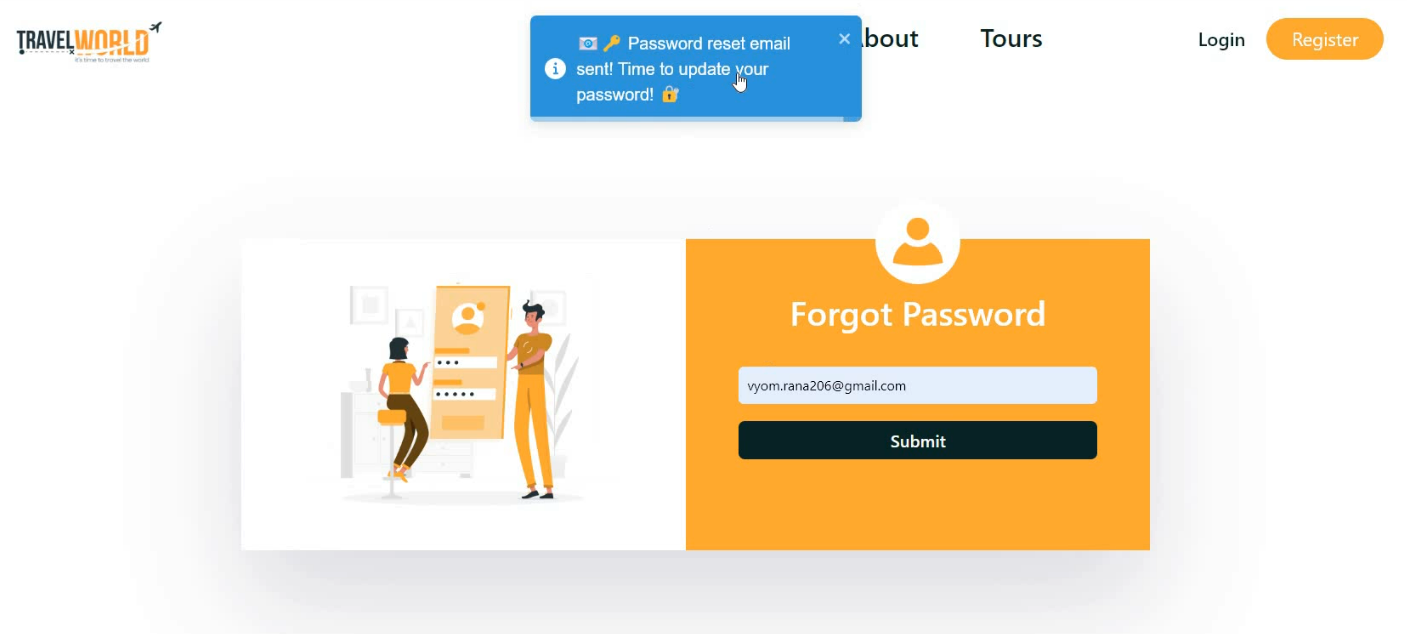 TRAVELWORLD
it's time to travel the world
📧 🔑 Password reset email
sent! Time to update your
password! 🔐
bout
Tours
Login
Register
Forgot Password
vyom.rana206@gmail.com
Submit